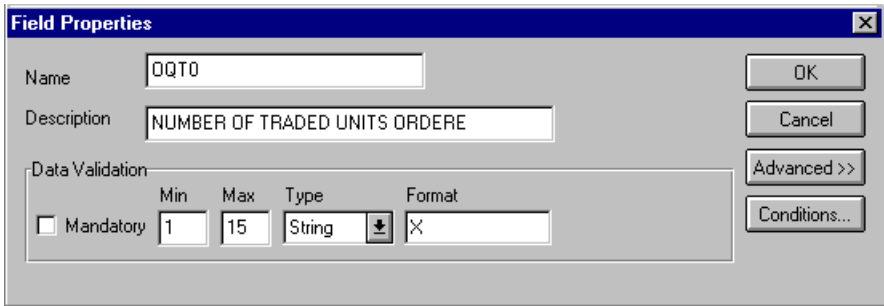 Field Properties
Name OQTO OK
Description NUMBER OF TRADED UNITS ORDERE Cancel
Data Validation Advanced >>
Min Max Type Format
Mandatory 1 15 String X Conditions...